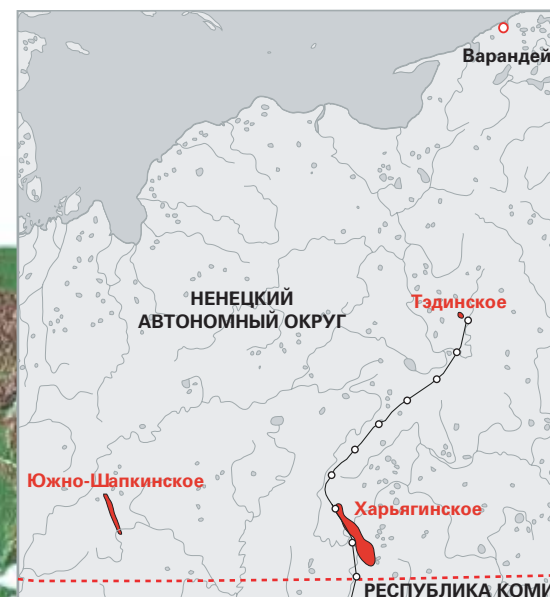 Варандей
НЕНЕЦКИЙ
АВТОНОМНЫЙ ОКРУГ
Тэдинское
Южно-Шапкинское
Харьягинское
РЕСПУБЛИКА КОМИ